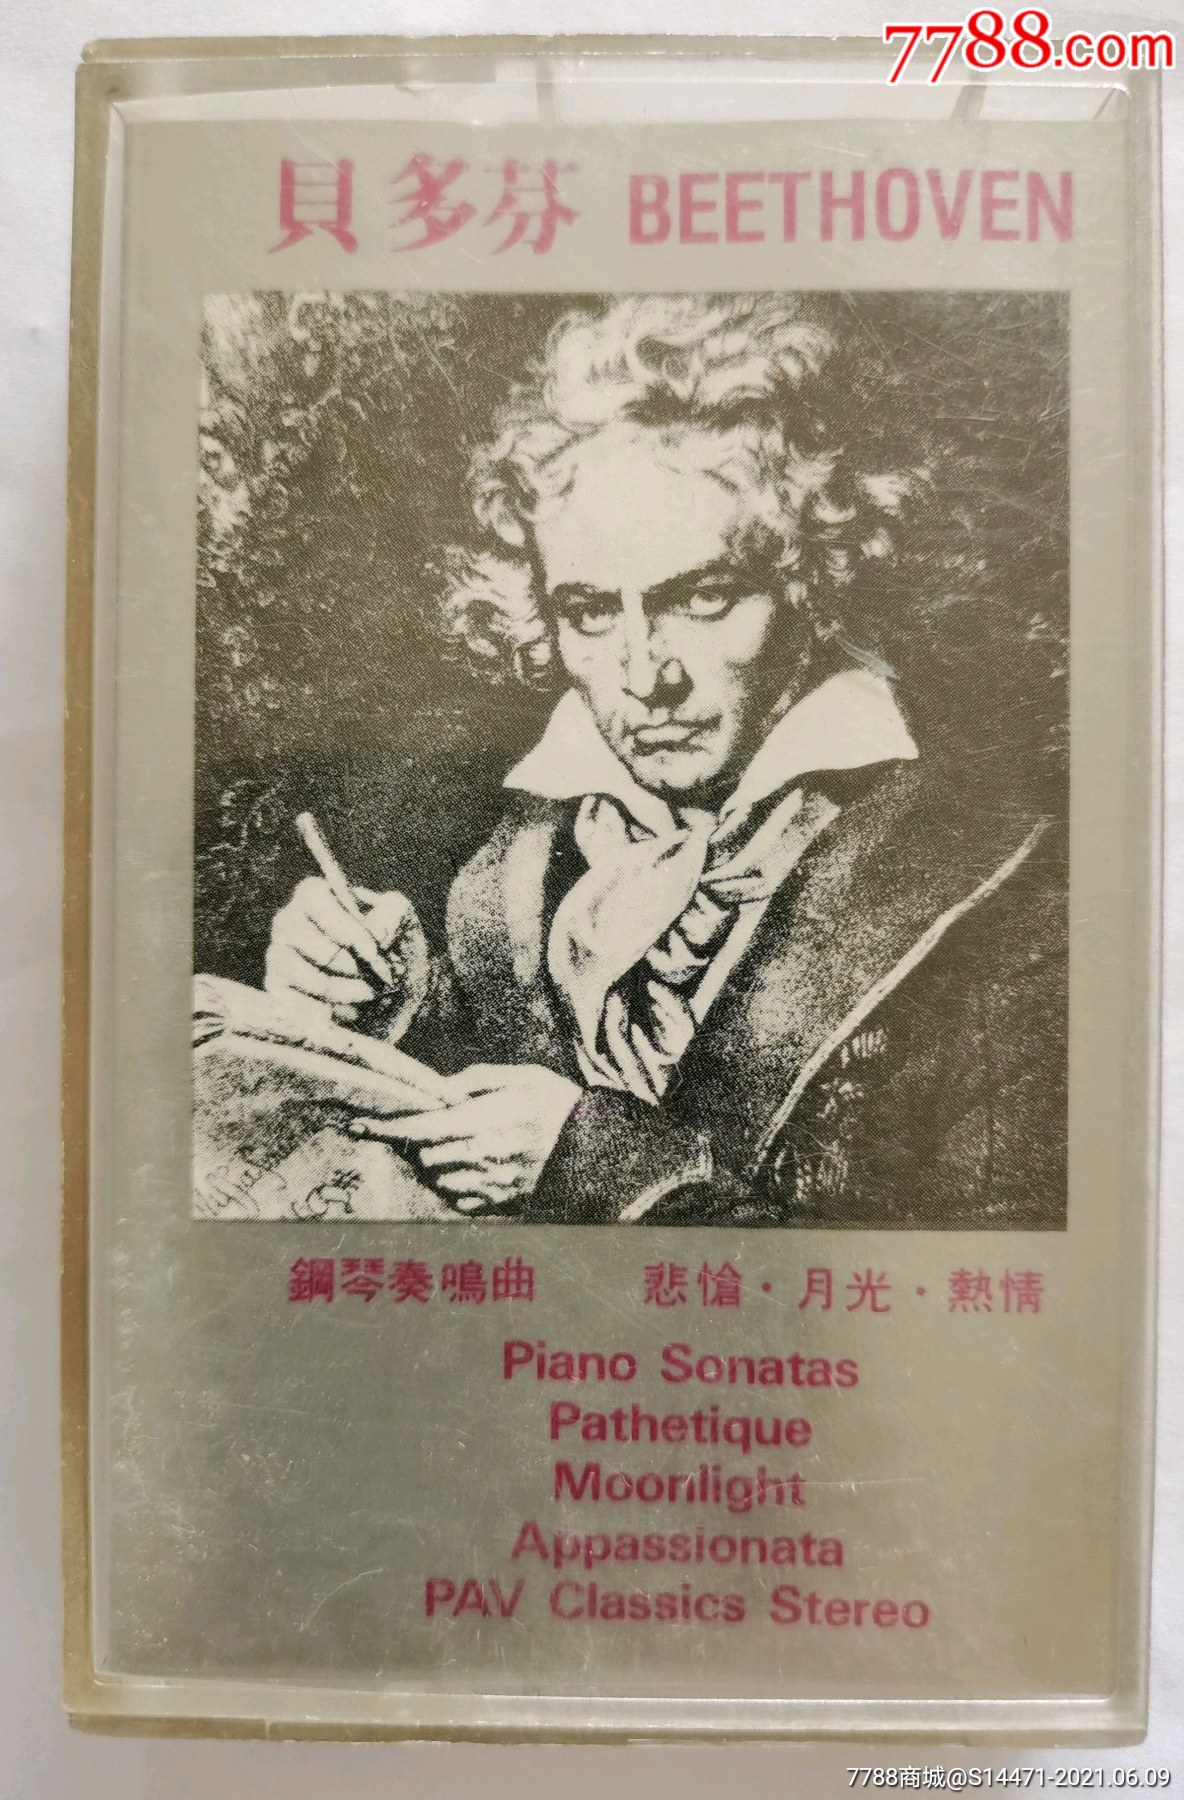 7788.com
貝多芬 BEETHOVEN
鋼琴奏鳴曲 悲愴・月光・熱情
Piano Sonatas
Pathetique
Moonlight
Appassionata
PAV Classics Stereo
7788商城@S14471-2021.06.09